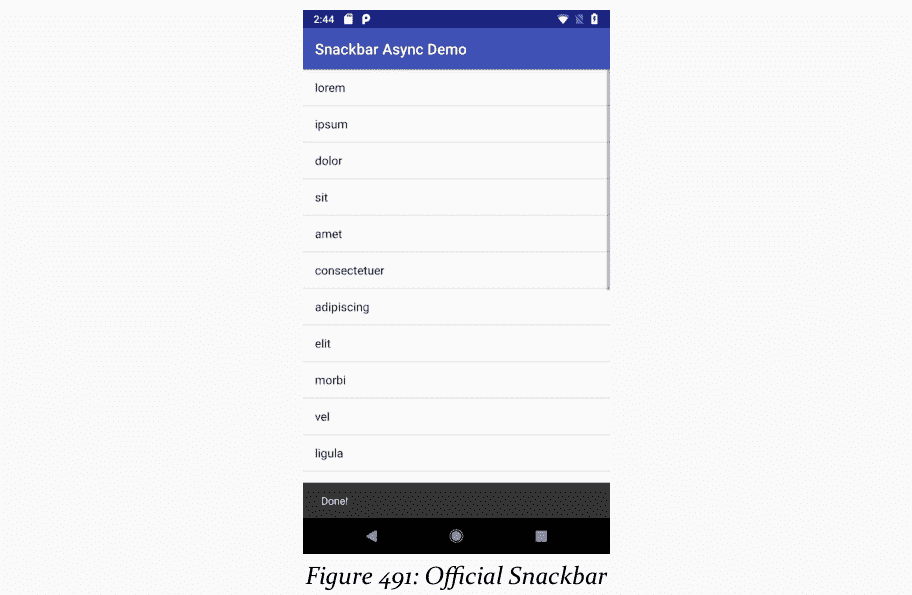 2:44
Snackbar Async Demo
lorem
ipsum
dolor
sit
amet
consectetuer
adipiscing
elit
morbi
vel
ligula
Done!
Figure 491: Official Snackbar